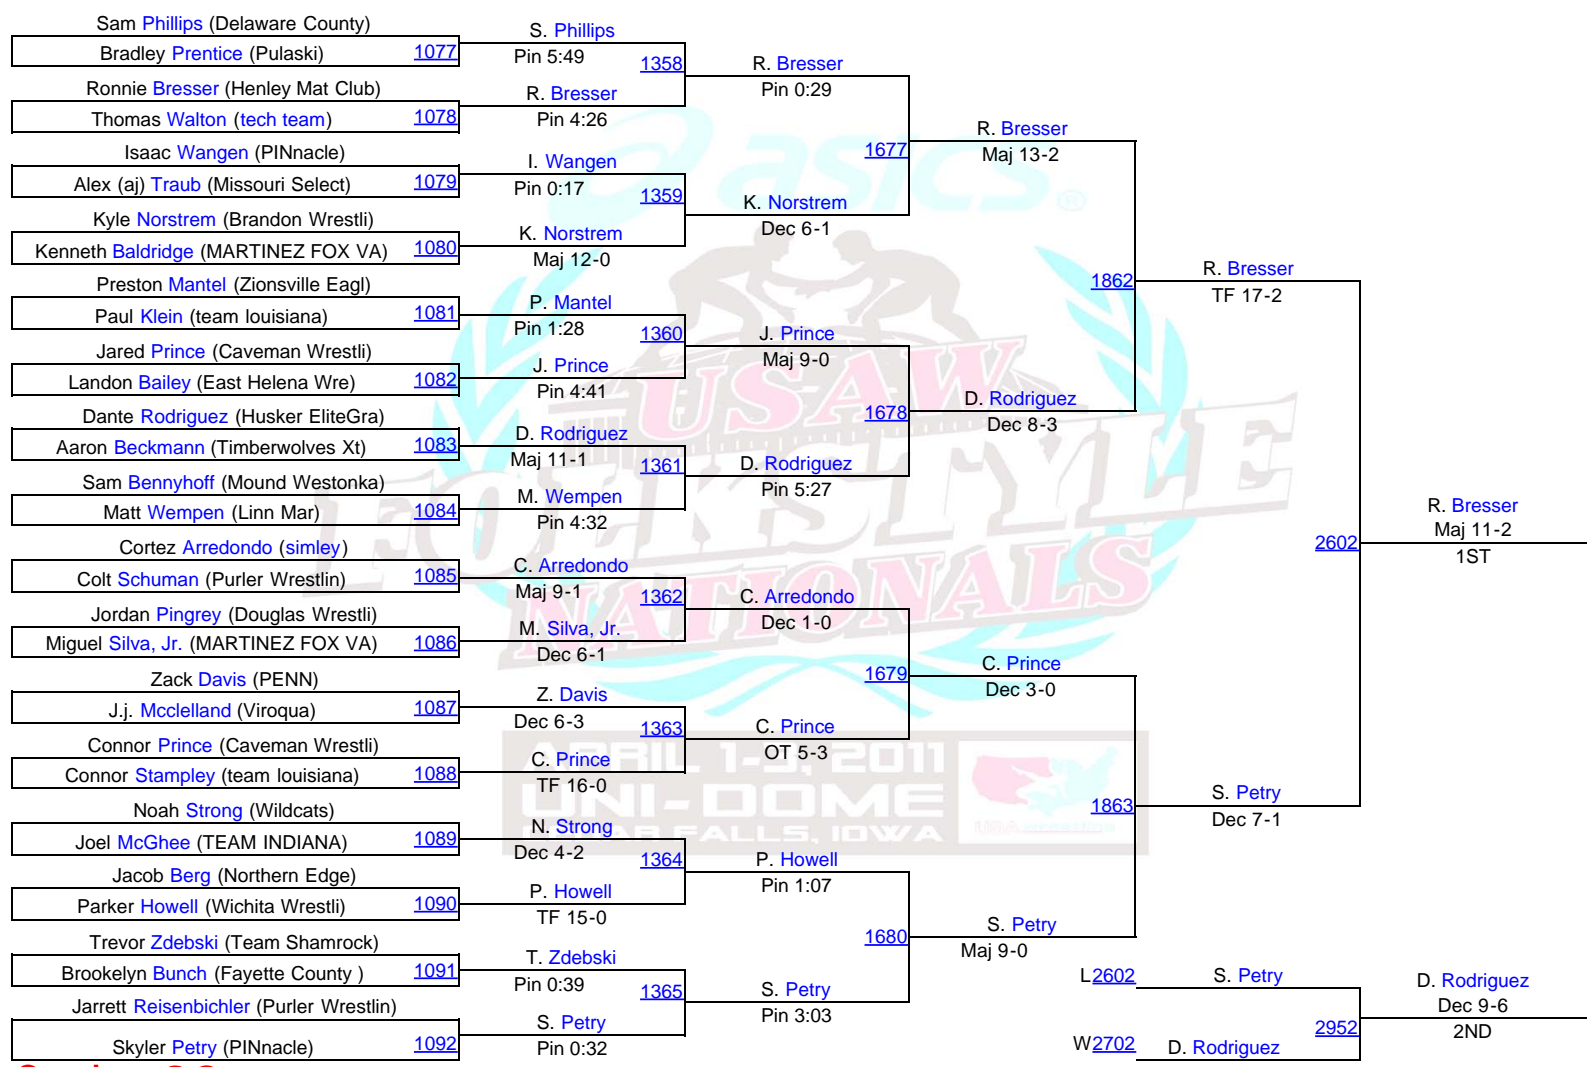 Sam Phillips (Delaware County)
Bradley Prentice (Pulaski)
1077
Ronnie Bresser (Henley Mat Club)
Thomas Walton (tech team)
1078
Isaac Wangen (PINnacle)
Alex (aj) Traub (Missouri Select)
1079
Kyle Norstrem (Brandon Wrestli)
Kenneth Baldridge (MARTINEZ FOX VA)
1080
Preston Mantel (Zionsville Eagl)
Paul Klein (team louisiana)
1081
Jared Prince (Caveman Wrestli)
Landon Bailey (East Helena Wre)
1082
Dante Rodriguez (Husker EliteGra)
Aaron Beckmann (Timberwolves Xt)
1083
Sam Bennyhoff (Mound Westonka)
Matt Wempen (Linn Mar)
1084
Cortez Arredondo (simley)
Colt Schuman (Purler Wrestlin)
1085
Jordan Pingrey (Douglas Wrestli)
Miguel Silva, Jr. (MARTINEZ FOX VA)
1086
Zack Davis (PENN)
J.j. Mcclelland (Viroqua)
1087
Connor Prince (Caveman Wrestli)
Connor Stampley (team louisiana)
1088
Noah Strong (Wildcats)
Joel McGhee (TEAM INDIANA)
1089
Jacob Berg (Northern Edge)
Parker Howell (Wichita Wrestli)
1090
Trevor Zdebski (Team Shamrock)
Brookelyn Bunch (Fayette County )
1091
Jarrett Reisenbichler (Purler Wrestlin)
Skyler Petry (PINnacle)
1092
S. Phillips
Pin 5:49
1358
R. Bresser
Pin 4:26
I. Wangen
Pin 0:17
1359
K. Norstrem
Maj 12-0
P. Mantel
Pin 1:28
1360
J. Prince
Pin 4:41
D. Rodriguez
Maj 11-1
1361
M. Wempen
Pin 4:32
C. Arredondo
Maj 9-1
1362
M. Silva, Jr.
Dec 6-1
Z. Davis
Dec 6-3
1363
C. Prince
TF 16-0
N. Strong
Dec 4-2
1364
P. Howell
TF 15-0
T. Zdebski
Pin 0:39
1365
S. Petry
Pin 0:32
R. Bresser
Pin 0:29
1677
K. Norstrem
Dec 6-1
J. Prince
Maj 9-0
1678
D. Rodriguez
Pin 5:27
C. Arredondo
Dec 1-0
1679
C. Prince
OT 5-3
P. Howell
Pin 1:07
1680
S. Petry
Pin 3:03
R. Bresser
Maj 13-2
1862
D. Rodriguez
Dec 8-3
C. Prince
Dec 3-0
1863
S. Petry
Maj 9-0
R. Bresser
TF 17-2
2602
S. Petry
Dec 7-1
R. Bresser
Maj 11-2
1ST
L2602
S. Petry
W2702
D. Rodriguez
2952
D. Rodriguez
Dec 9-6
2ND
asics
®
USAW
FOLKSTYLE
NATIONALS
APRIL 1-3, 2011
UNI-DOME
CEDAR FALLS, IOWA